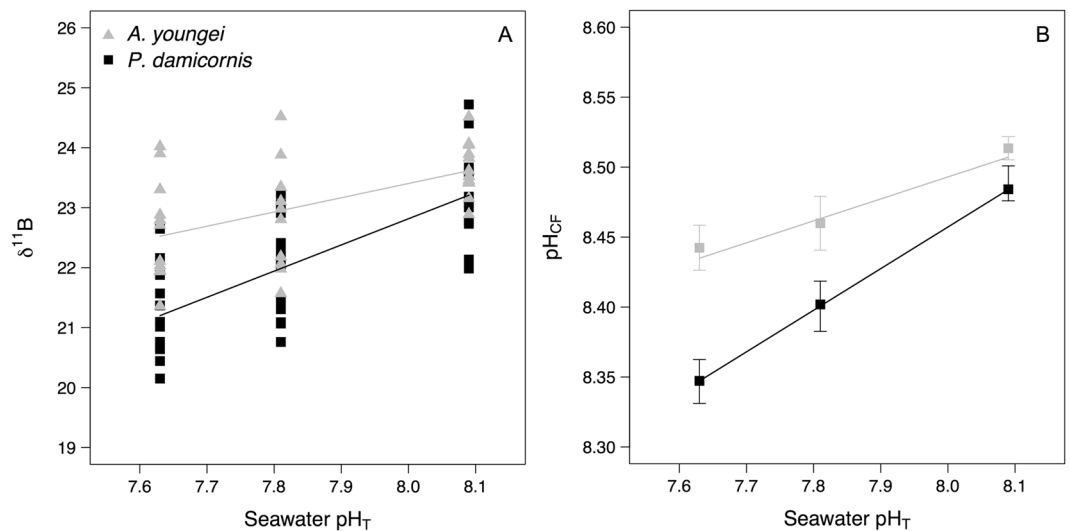 A
A. youngei
P. damicornis
26
25
24
23
22
21
20
19
δ11B
7.6 7.7 7.8 7.9 8.0 8.1
Seawater pHT
B
8.60
8.55
8.50
8.45
8.40
8.35
8.30
pHCF
7.6 7.7 7.8 7.9 8.0 8.1
Seawater pHT